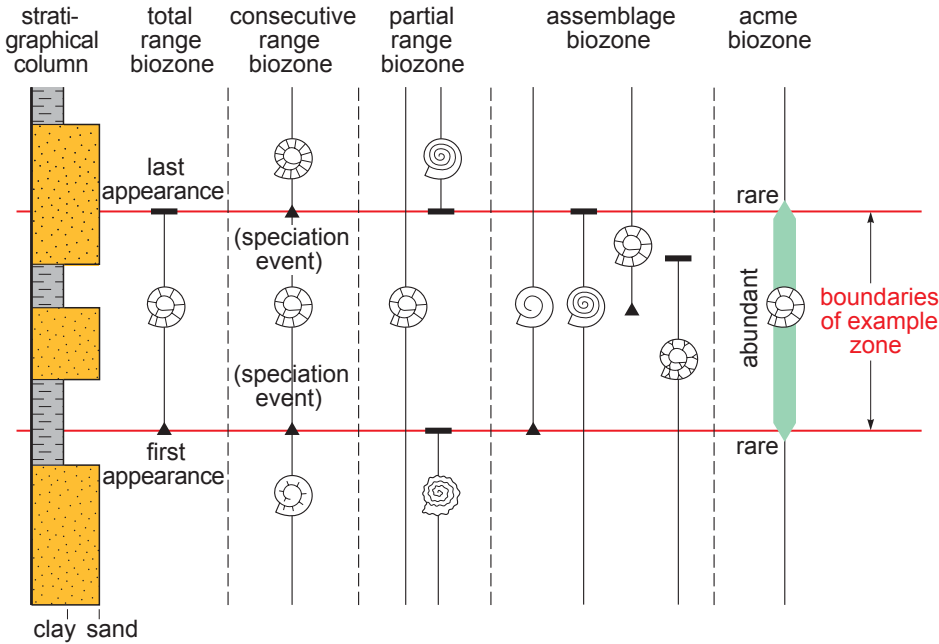 strati-
graphical
column
total
range
biozone
consecutive
range
biozone
partial
range
biozone
assemblage
biozone
acme
biozone
last
appearance
(speciation
event)
(speciation
event)
first
appearance
rare
abundant
rare
boundaries
of example
zone
clay sand